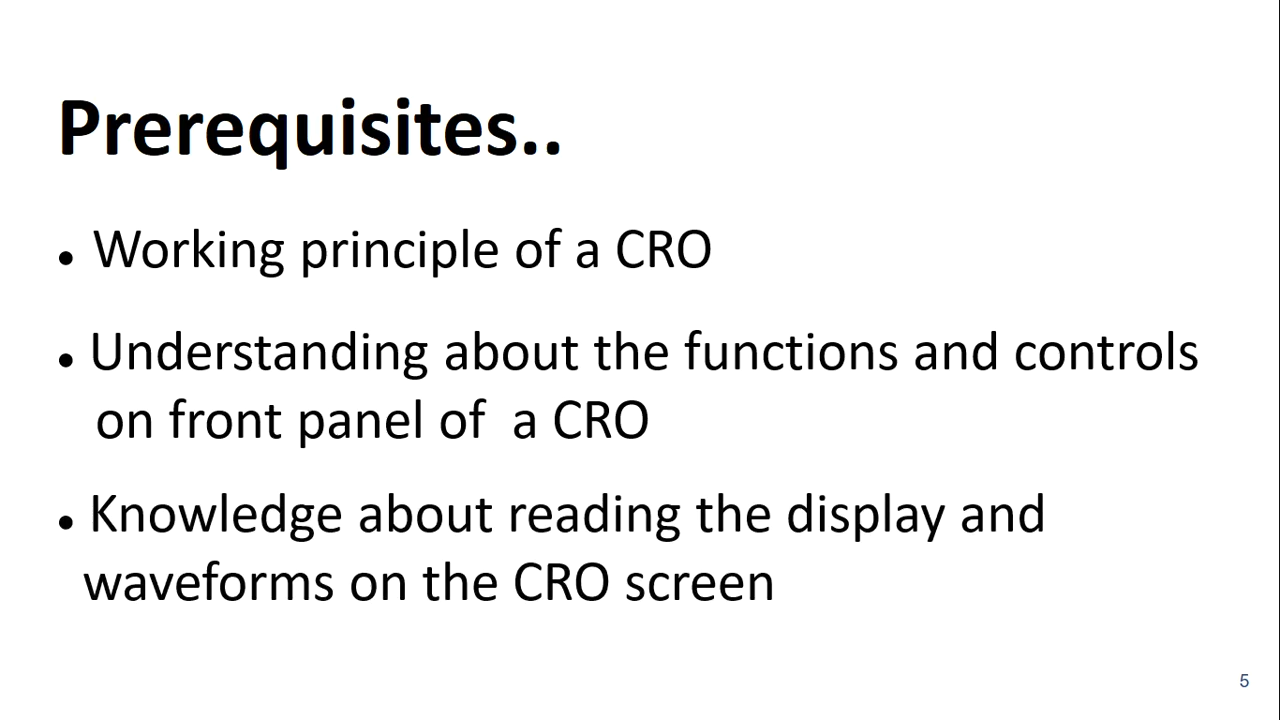 Prerequisites..
• Working principle of a CRO
• Understanding about the functions and controls
on front panel of a CRO
• Knowledge about reading the display and
waveforms on the CRO screen
5